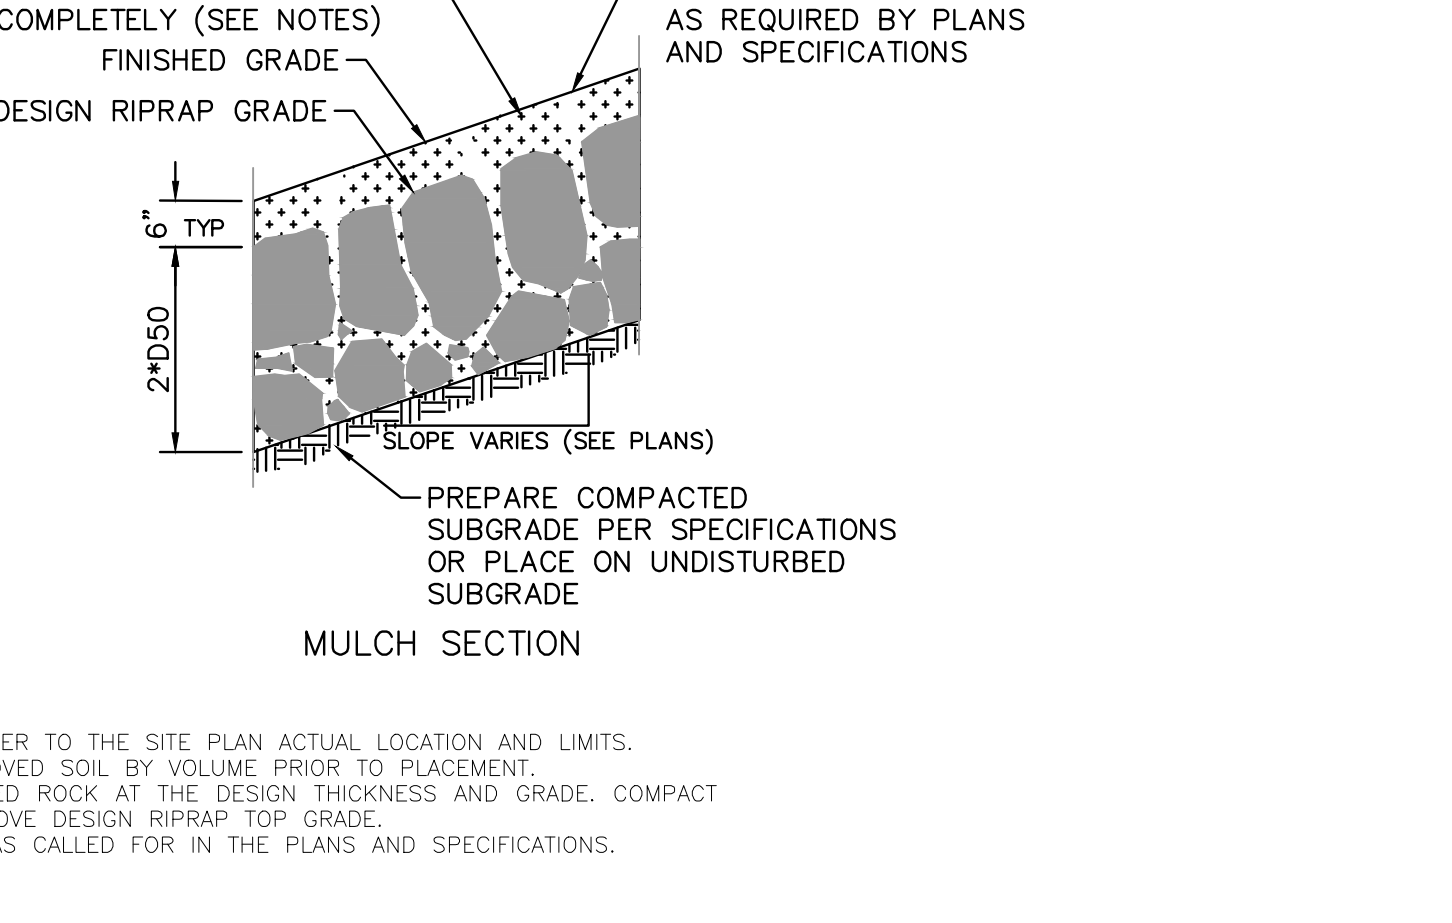 COMPLETELY (SEE NOTES)
FINISHED GRADE
DESIGN RIPRAP GRADE
AS REQUIRED BY PLANS
AND SPECIFICATIONS
6" TYP
2*D50
SLOPE VARIES (SEE PLANS)
PREPARE COMPACTED
SUBGRADE PER SPECIFICATIONS
OR PLACE ON UNDISTURBED
SUBGRADE
MULCH SECTION
ER TO THE SITE PLAN ACTUAL LOCATION AND LIMITS.
OVED SOIL BY VOLUME PRIOR TO PLACEMENT.
ED ROCK AT THE DESIGN THICKNESS AND GRADE. COMPACT
OVE DESIGN RIPRAP TOP GRADE.
AS CALLED FOR IN THE PLANS AND SPECIFICATIONS.